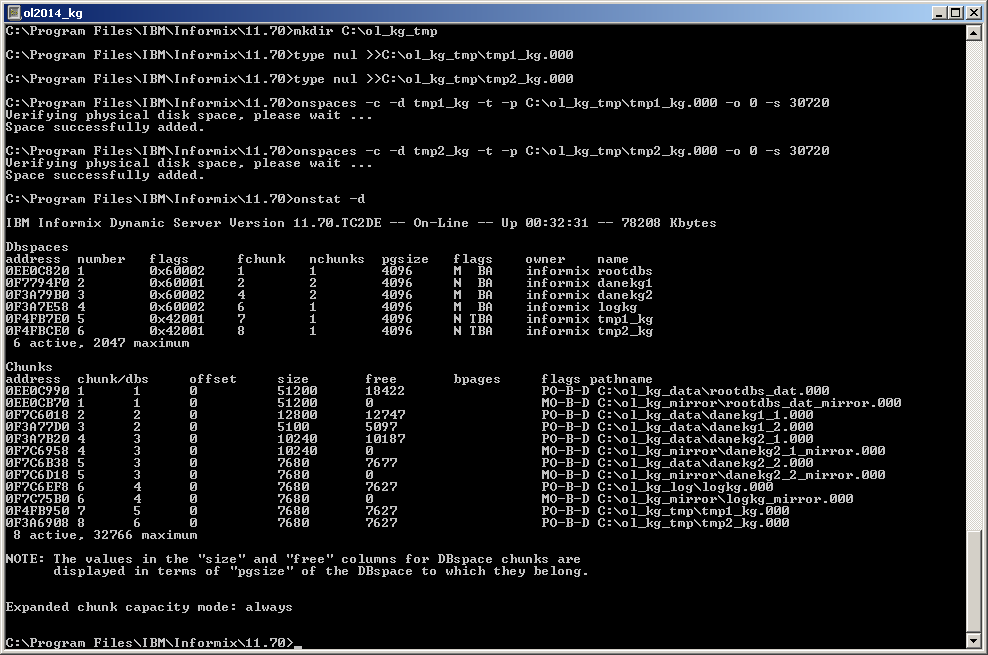 ol2014_kg
C:\Program Files\IBM\Informix\11.70>mkdir C:\ol_kg_tmp
C:\Program Files\IBM\Informix\11.70>type nul >>C:\ol_kg_tmp\tmp1_kg.000
C:\Program Files\IBM\Informix\11.70>type nul >>C:\ol_kg_tmp\tmp2_kg.000
C:\Program Files\IBM\Informix\11.70>onspaces -c -d tmp1_kg -t -p C:\ol_kg_tmp\tmp1_kg.000 -o 0 -s 30720
Verifying physical disk space, please wait ...
Space successfully added.
C:\Program Files\IBM\Informix\11.70>onspaces -c -d tmp2_kg -t -p C:\ol_kg_tmp\tmp2_kg.000 -o 0 -s 30720
Verifying physical disk space, please wait ...
Space successfully added.
C:\Program Files\IBM\Informix\11.70>onstat -d
IBM Informix Dynamic Server Version 11.70.TC2DE -- On-Line -- Up 00:32:31 -- 78208 Kbytes
Dbspaces
address  number   flags      fchunk   nchunks  pgsize   flags    owner    name
0EE0C820 1        0x60002    1        1        4096     M  BA    informix rootdbs
0F7794F0 2        0x60001    2        2        4096     N  BA    informix danekg1
0F3A79B0 3        0x60002    4        2        4096     M  BA    informix danekg2
0F3A7E58 4        0x60002    6        1        4096     M  BA    informix logkg
0F4FB7E0 5        0x42001    7        1        4096     N TBA    informix tmp1_kg
0F4FBCE0 6        0x42001    8        1        4096     N TBA    informix tmp2_kg
 6 active, 2047 maximum
Chunks
address  chunk/dbs     offset     size       free       bpages     flags pathname
0EE0C990 1      1      0          51200      18422                 PO-B-D C:\ol_kg_data\rootdbs_dat.000
0EE0CB70 1      1      0          51200      0                     MO-B-D C:\ol_kg_mirror\rootdbs_dat_mirror.000
0F7C6018 2      2      0          12800      12747                 PO-B-D C:\ol_kg_data\danekg1_1.000
0F3A77D0 3      2      0          5100       5097                  PO-B-D C:\ol_kg_data\danekg1_2.000
0F3A7B20 4      3      0          10240      10187                 PO-B-D C:\ol_kg_data\danekg2_1.000
0F7C6958 4      3      0          10240      0                     MO-B-D C:\ol_kg_mirror\danekg2_1_mirror.000
0F7C6B38 5      3      0          7680       7677                  PO-B-D C:\ol_kg_data\danekg2_2.000
0F7C6D18 5      3      0          7680       0                     MO-B-D C:\ol_kg_mirror\danekg2_2_mirror.000
0F7C6EF8 6      4      0          7680       7627                  PO-B-D C:\ol_kg_log\logkg.000
0F7C75B0 6      4      0          7680       0                     MO-B-D C:\ol_kg_mirror\logkg_mirror.000
0F4FB950 7      5      0          7680       7627                  PO-B-D C:\ol_kg_tmp\tmp1_kg.000
0F3A6908 8      6      0          7680       7627                  PO-B-D C:\ol_kg_tmp\tmp2_kg.000
 8 active, 32766 maximum
NOTE: The values in the "size" and "free" columns for DBspace chunks are
      displayed in terms of "pgsize" of the DBspace to which they belong.
Expanded chunk capacity mode: always
C:\Program Files\IBM\Informix\11.70>_